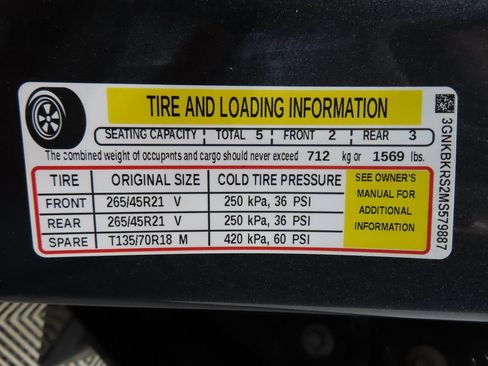 TIRE AND LOADING INFORMATION
SEATING CAPACITY TOTAL 5 FRONT 2 REAR 3
The combined weight of occupnts and cargo should never exceed 712 kg or 1569 lbs.
TIRE ORIGINAL SIZE COLD TIRE PRESSURE
FRONT 265/45R21 V 250 kPa, 36 PSI
REAR 265/45R21 V 250 kPa, 36 PSI
SPARE T135/70R18 M 420 kPa, 60 PSI
SEE OWNER'S
MANUAL FOR
ADDITIONAL
INFORMATION
3GNKBKRS2MS579887